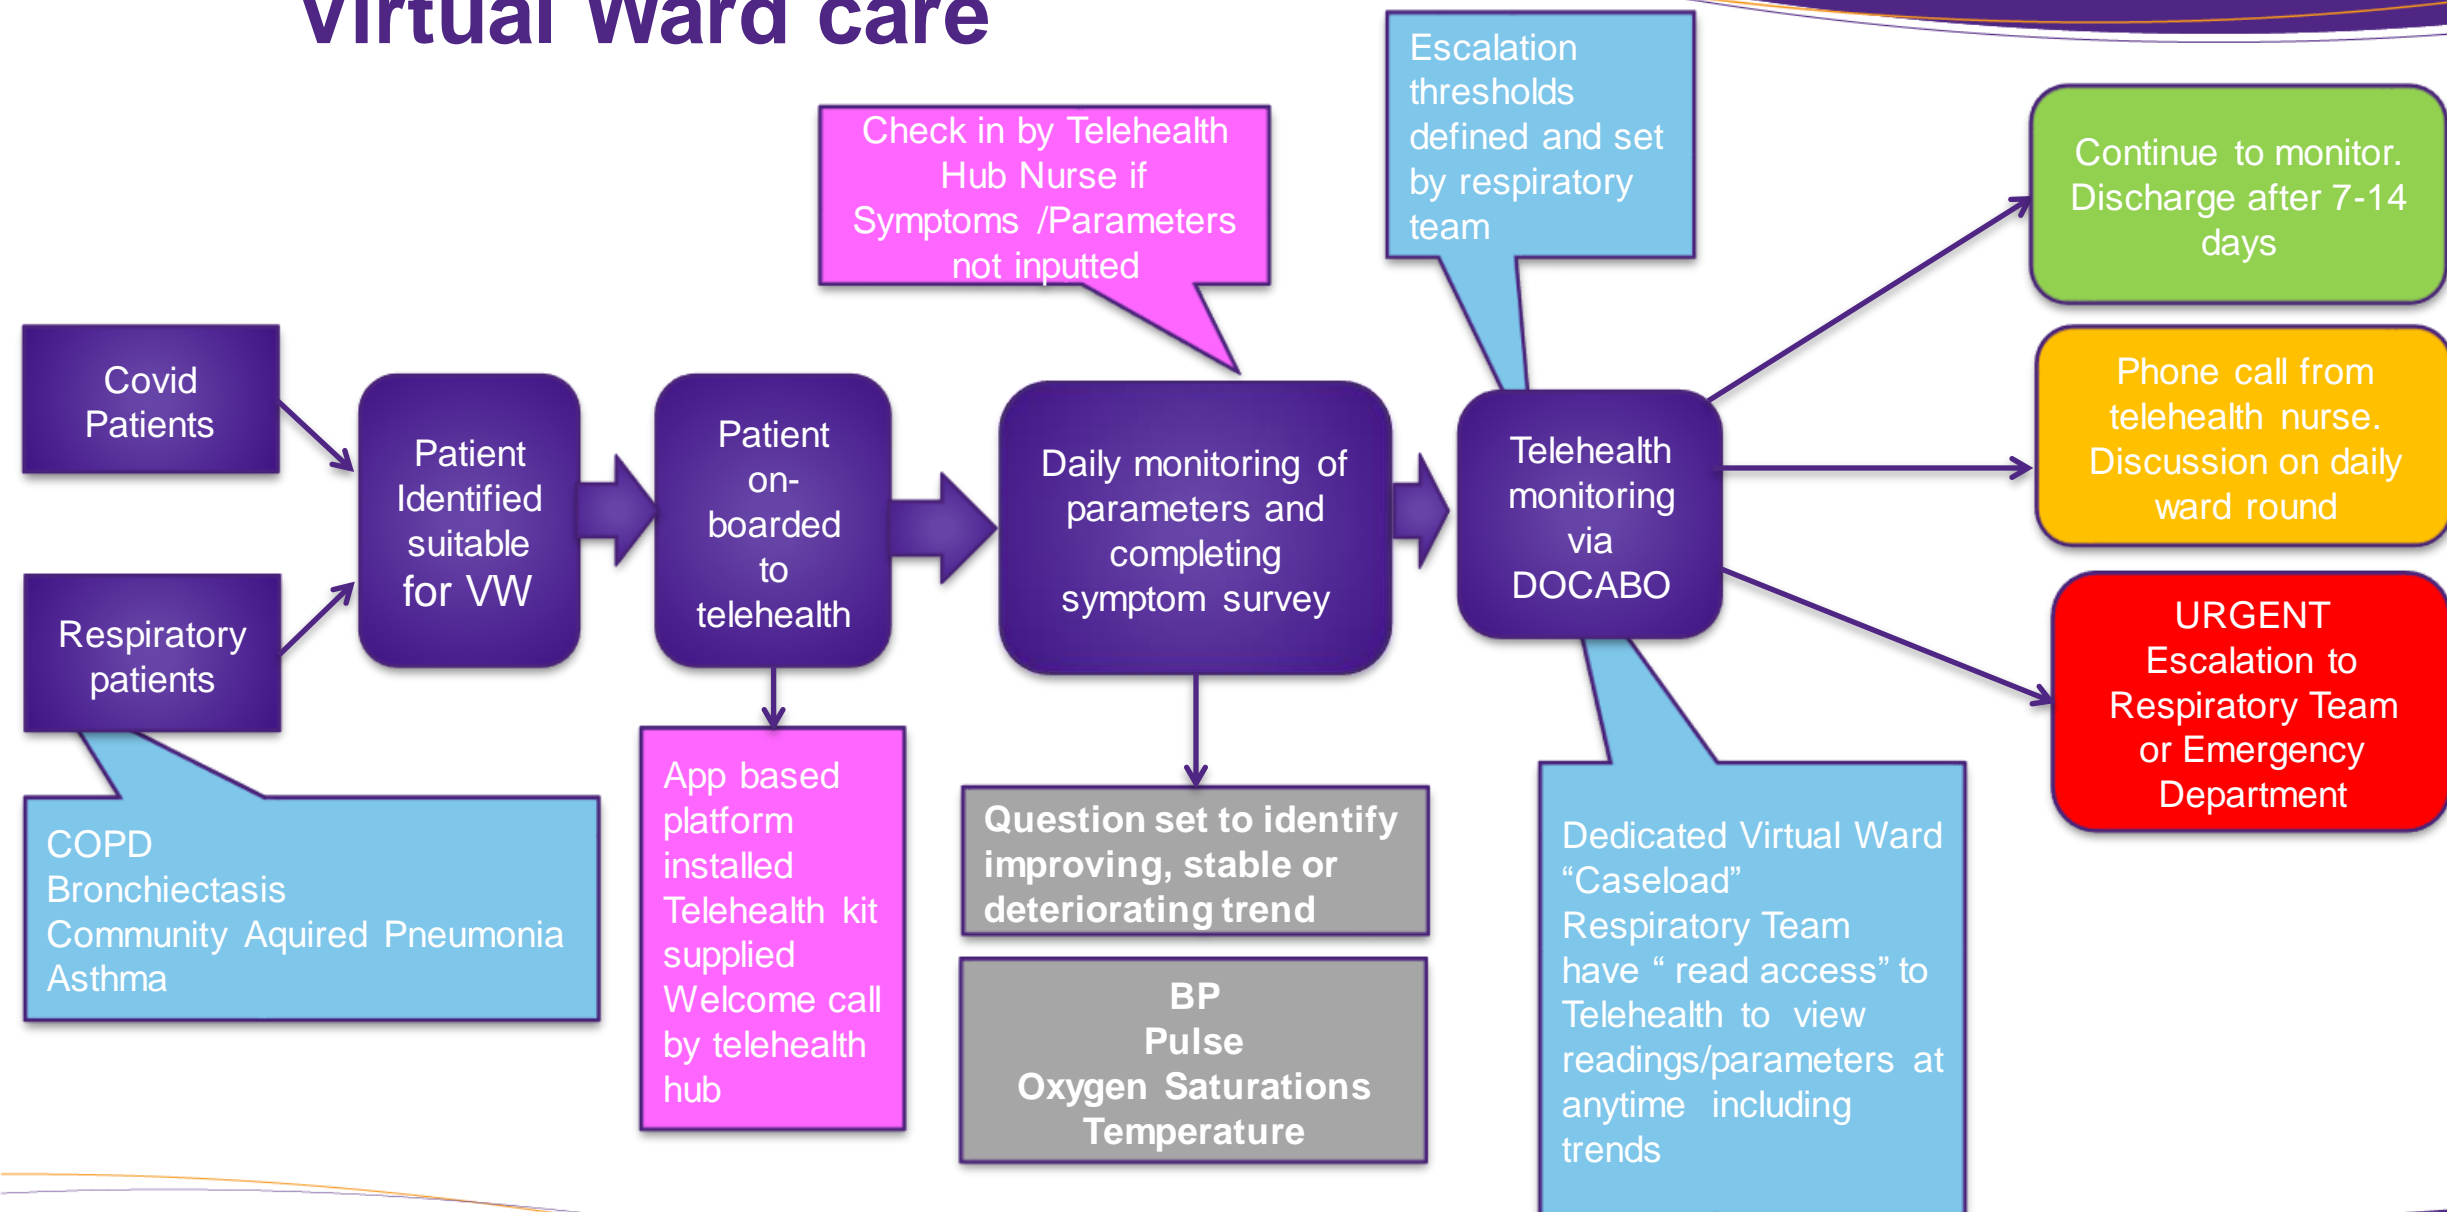 Virtual Ward care
Covid
Patients
Respiratory
patients
COPD
Bronchiectasis
Community Aquired Pneumonia
Asthma
Patient
Identified
suitable
for VW
Patient
on-
boarded
to
telehealth
App based
platform
installed
Telehealth kit
supplied
Welcome call
by telehealth
hub
Check in by Telehealth
Hub Nurse if
Symptoms /Parameters
not inputted
Daily monitoring of
parameters and
completing
symptom survey
Question set to identify
improving, stable or
deteriorating trend
BP
Pulse
Oxygen Saturations
Temperature
Escalation
thresholds
defined and set
by respiratory
team
Telehealth
monitoring
via
DOCABO
Dedicated Virtual Ward
“Caseload”
Respiratory Team
have “ read access” to
Telehealth to view
readings/parameters at
anytime including
trends
Continue to monitor.
Discharge after 7-14
days
Phone call from
telehealth nurse.
Discussion on daily
ward round
URGENT
Escalation to
Respiratory Team
or Emergency
Department